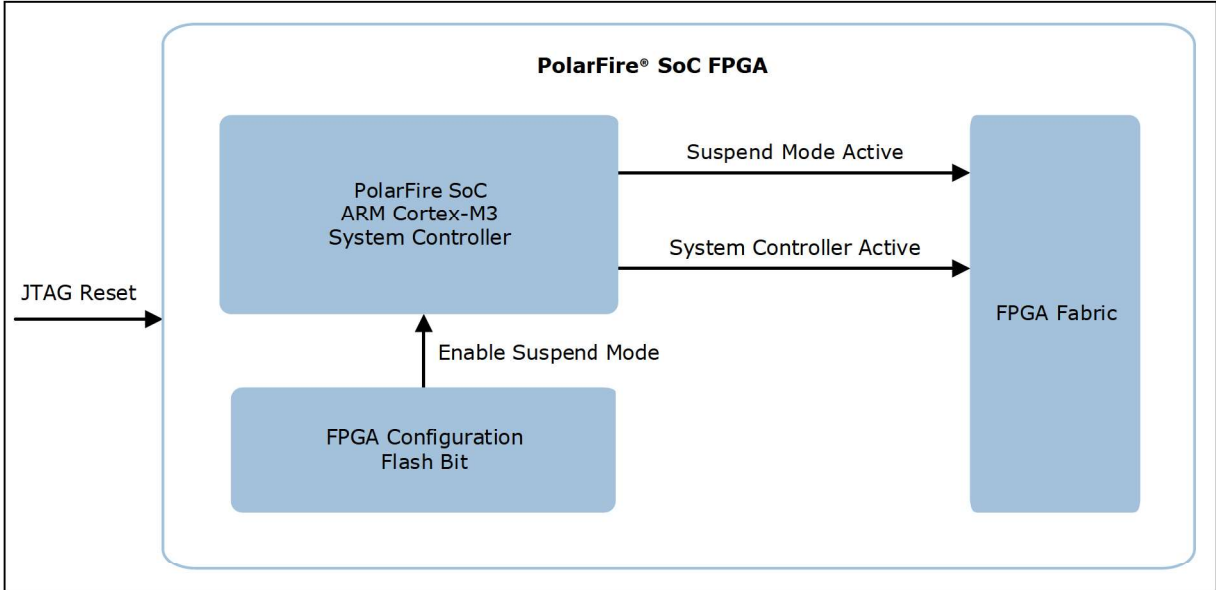 PolarFire® SoC FPGA
PolarFire SoC
ARM Cortex-M3
System Controller
Suspend Mode Active
System Controller Active
JTAG Reset
FPGA Fabric
Enable Suspend Mode
FPGA Configuration
Flash Bit